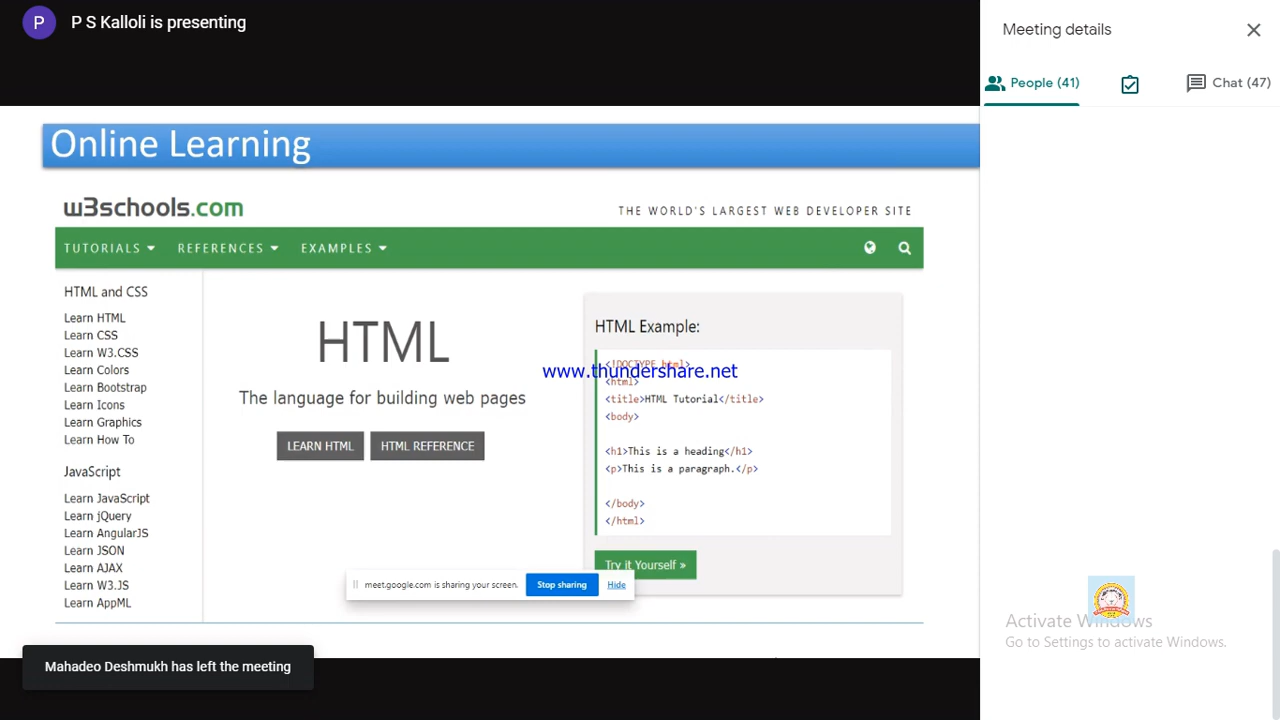 P
P S Kalloli is presenting
Meeting details
People (41)
Chat (47)
Online Learning
w3schools.com
THE WORLD'S LARGEST WEB DEVELOPER SITE
TUTORIALS
REFERENCES
EXAMPLES
HTML and CSS
Learn HTML
Learn CSS
Learn W3.CSS
Learn Colors
Learn Bootstrap
Learn Icons
Learn Graphics
Learn How To
JavaScript
Learn JavaScript
Learn jQuery
Learn AngularJS
Learn JSON
Learn AJAX
Learn W3.JS
Learn AppML
HTML
The language for building web pages
LEARN HTML
HTML REFERENCE
HTML Example:
<!DOCTYPE html>
www.thundershare.net
<html>
<title>HTML Tutorial</title>
<body>
<h1>This is a heading</h1>
<p>This is a paragraph.</p>
</body>
</html>
Try it Yourself »
meet.google.com is sharing your screen.
Stop sharing
Hide
Activate Windows
Go to Settings to activate Windows.
Mahadeo Deshmukh has left the meeting